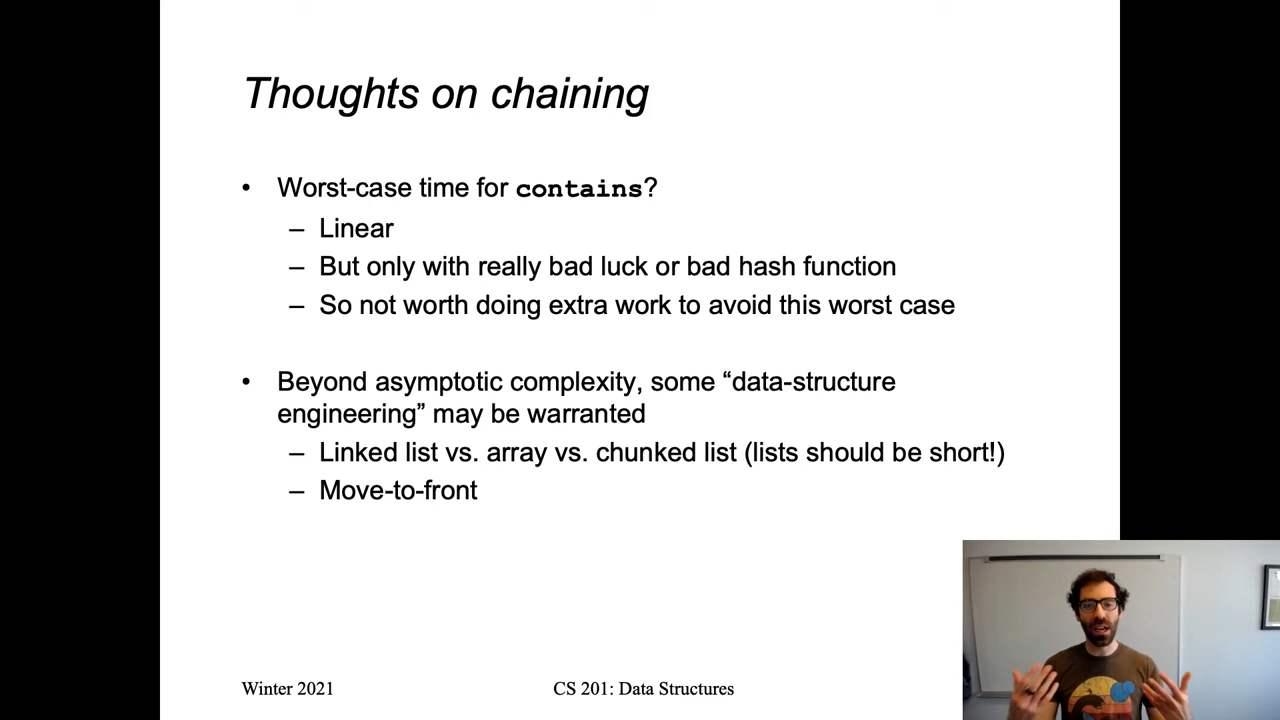 Thoughts on chaining
• Worst-case time for contains?
– Linear
– But only with really bad luck or bad hash function
– So not worth doing extra work to avoid this worst case
• Beyond asymptotic complexity, some “data-structure
engineering” may be warranted
– Linked list vs. array vs. chunked list (lists should be short!)
– Move-to-front
Winter 2021
CS 201: Data Structures